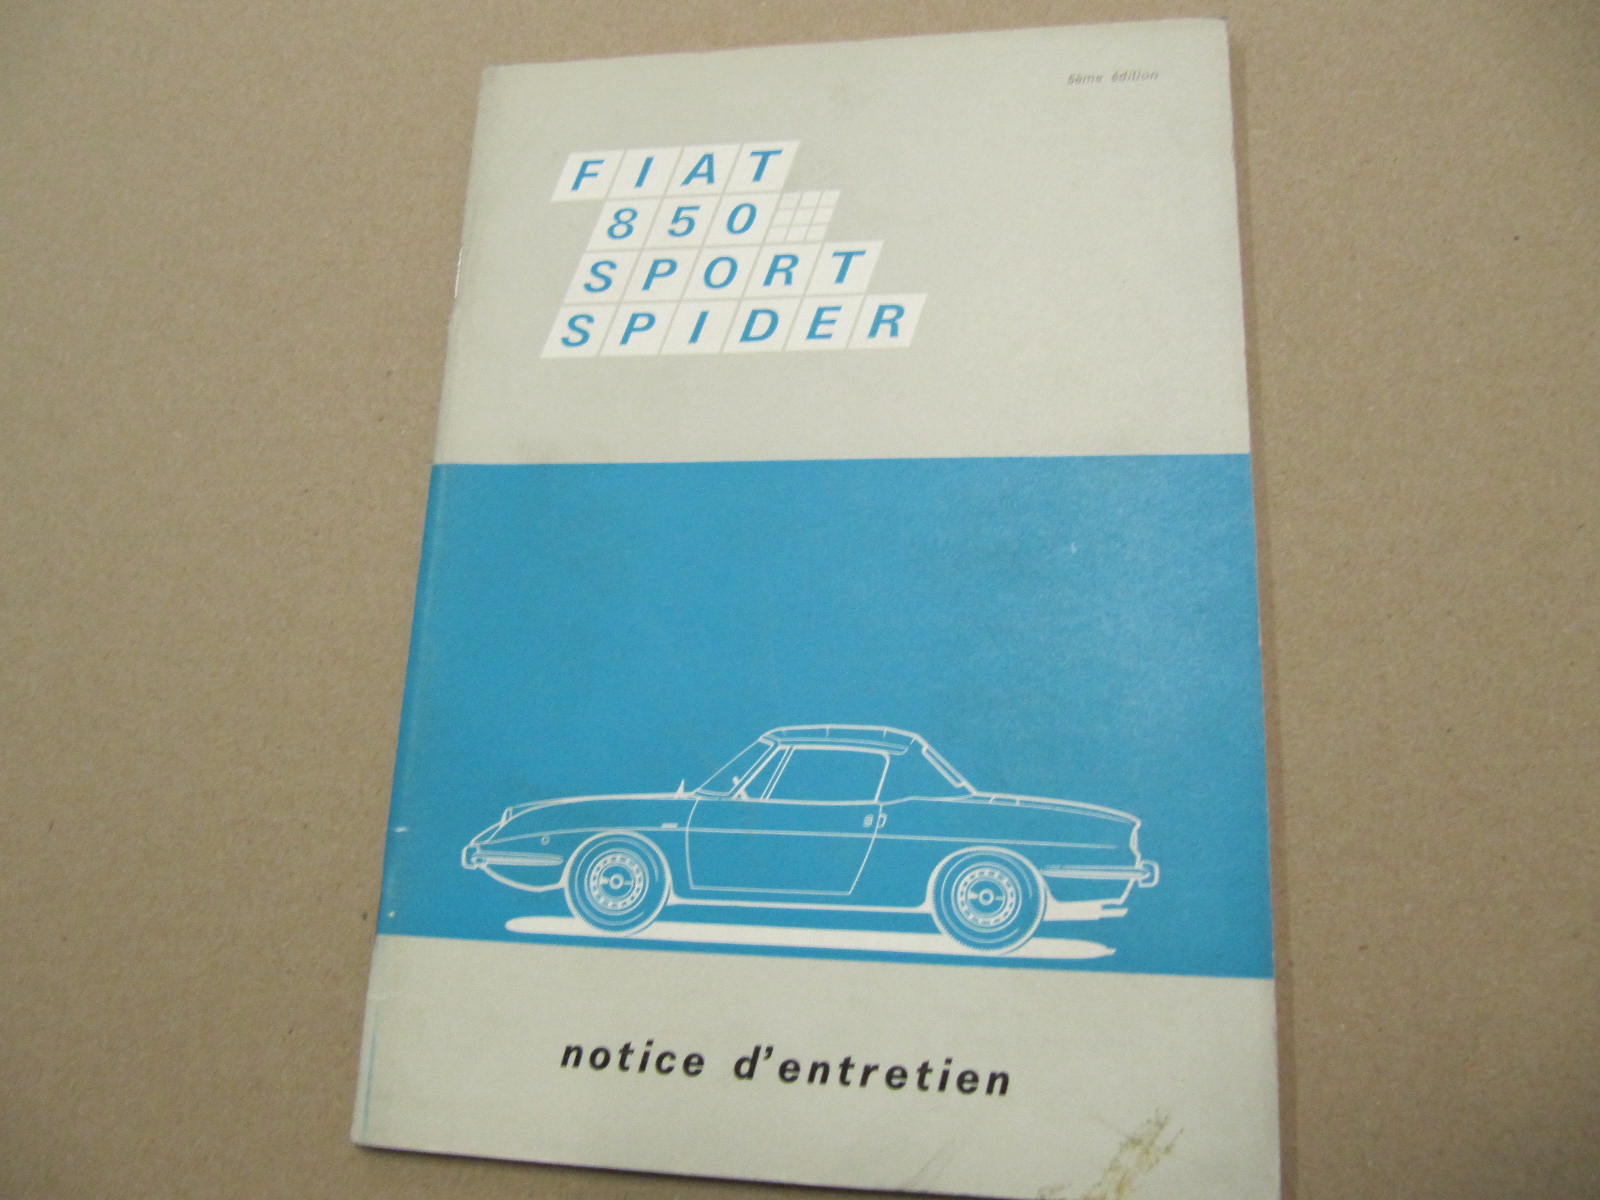 5ème édition
FIAT
850
SPORT
SPIDER
notice d'entretien